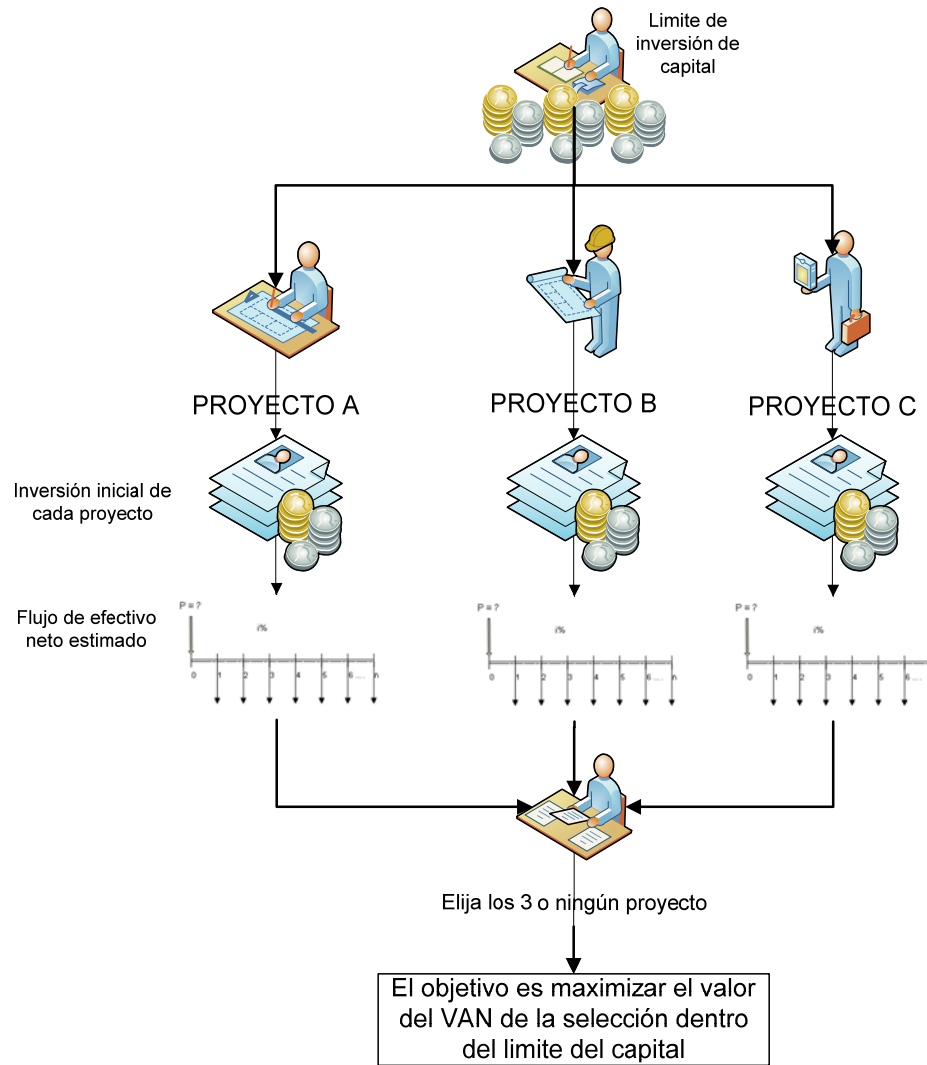 Limite de
inversión de
capital
PROYECTO A
PROYECTO B
PROYECTO C
Inversión inicial de
cada proyecto
Flujo de efectivo
neto estimado
P = ?
i%
0 1 2 3 4 5 6 .... n
P = ?
i%
0 1 2 3 4 5 6 .... n
P = ?
i%
0 1 2 3 4 5 6 ....
Elija los 3 o ningún proyecto
El objetivo es maximizar el valor
del VAN de la selección dentro
del limite del capital